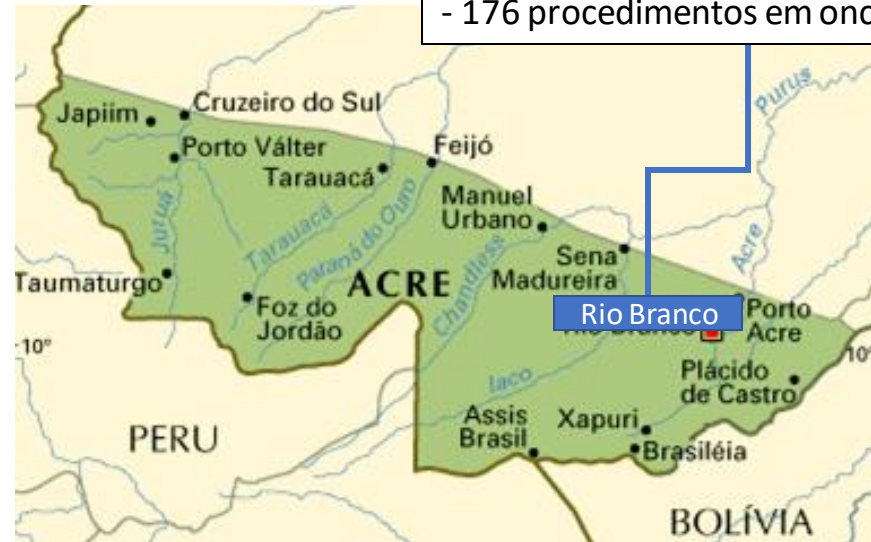 - 176 procedimentos em onc
Purus
Japiim
Cruzeiro do Sul
Porto Válter
Feijó
Tarauacá
Manuel
Urbano
Juruá
Tarauacá
Paraná do Ouro
Chandless
Acre
Taumaturgo
ACRE
Sena
Madureira
Foz do
Jordão
Rio Branco
Porto
Acre
10°
10°
Iaco
Plácido
de Castro
Assis
Brasil
Xapuri
Brasiléia
PERU
BOLÍVIA